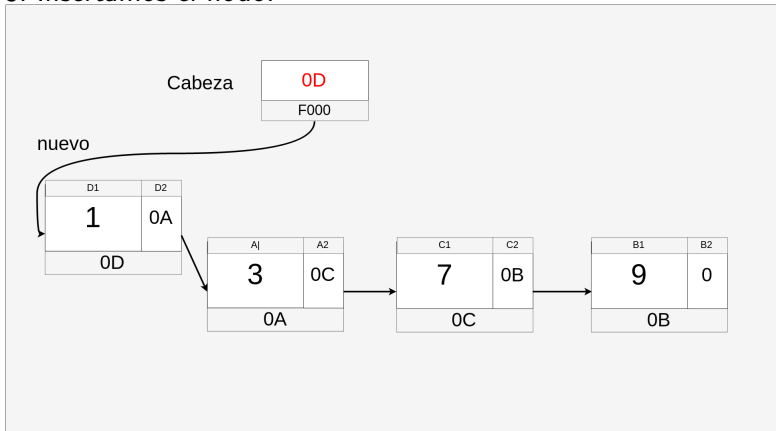 0D
Cabeza
F000
nuevo
D1 D2
1 0A
0D
A| A2
3 0C
0A
C1 C2
7 0B
0C
B1 B2
9 0
0B